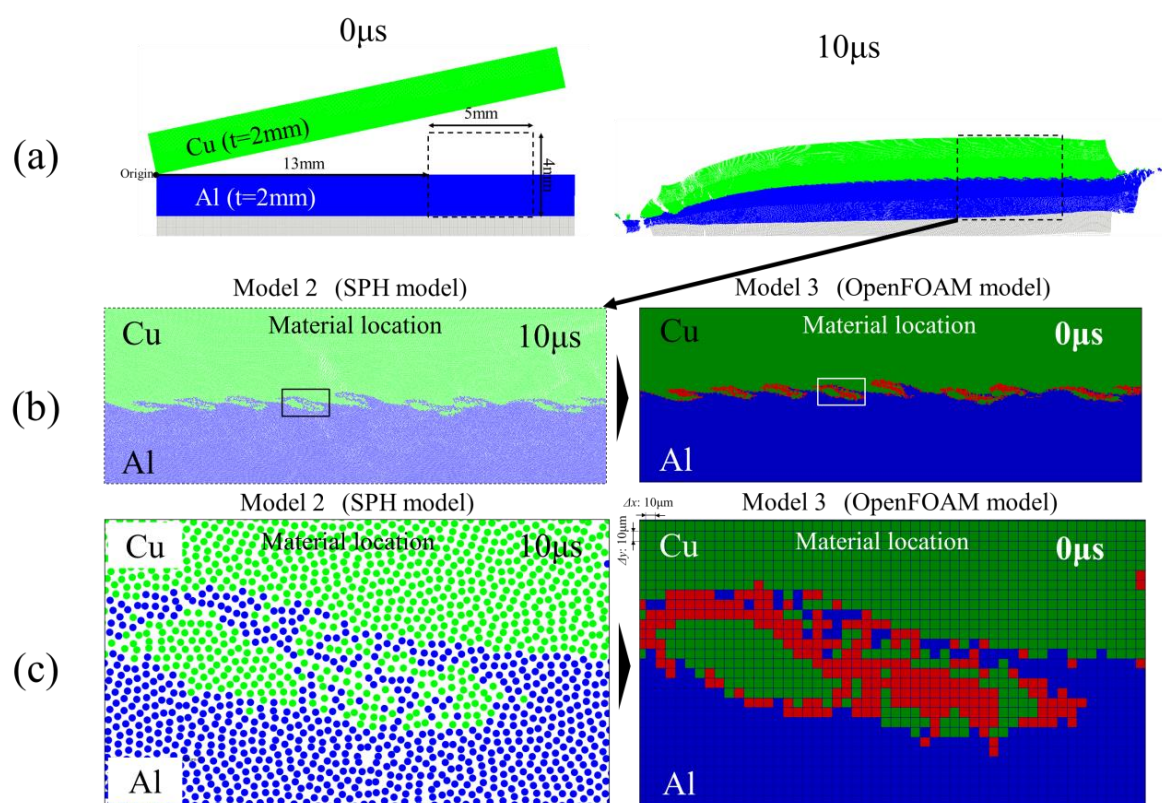 0μs
10μs
(a)
Cu (t=2mm)
5mm
4mm
Origin
13mm
Al (t=2mm)
Model 2 (SPH model)
Model 3 (OpenFOAM model)
(b)
Cu
Material location
10μs
Al
Cu
Material location
0μs
Al
Model 2 (SPH model)
Model 3 (OpenFOAM model)
(c)
Cu
Material location
10μs
Al
Δx: 10μm
Δy: 10μm
Cu
Material location
0μs
Al